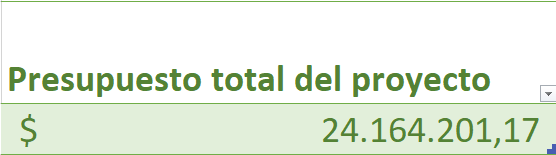 Presupuesto total del proyecto
$ 24.164.201,17